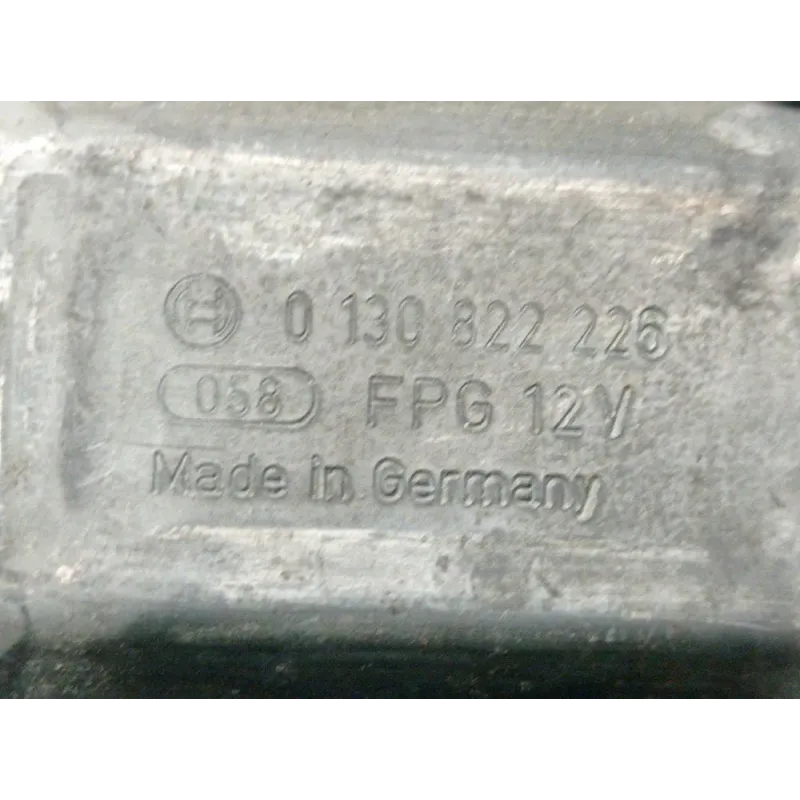 0 130 822 226
058 FPG 12V
Made in Germany